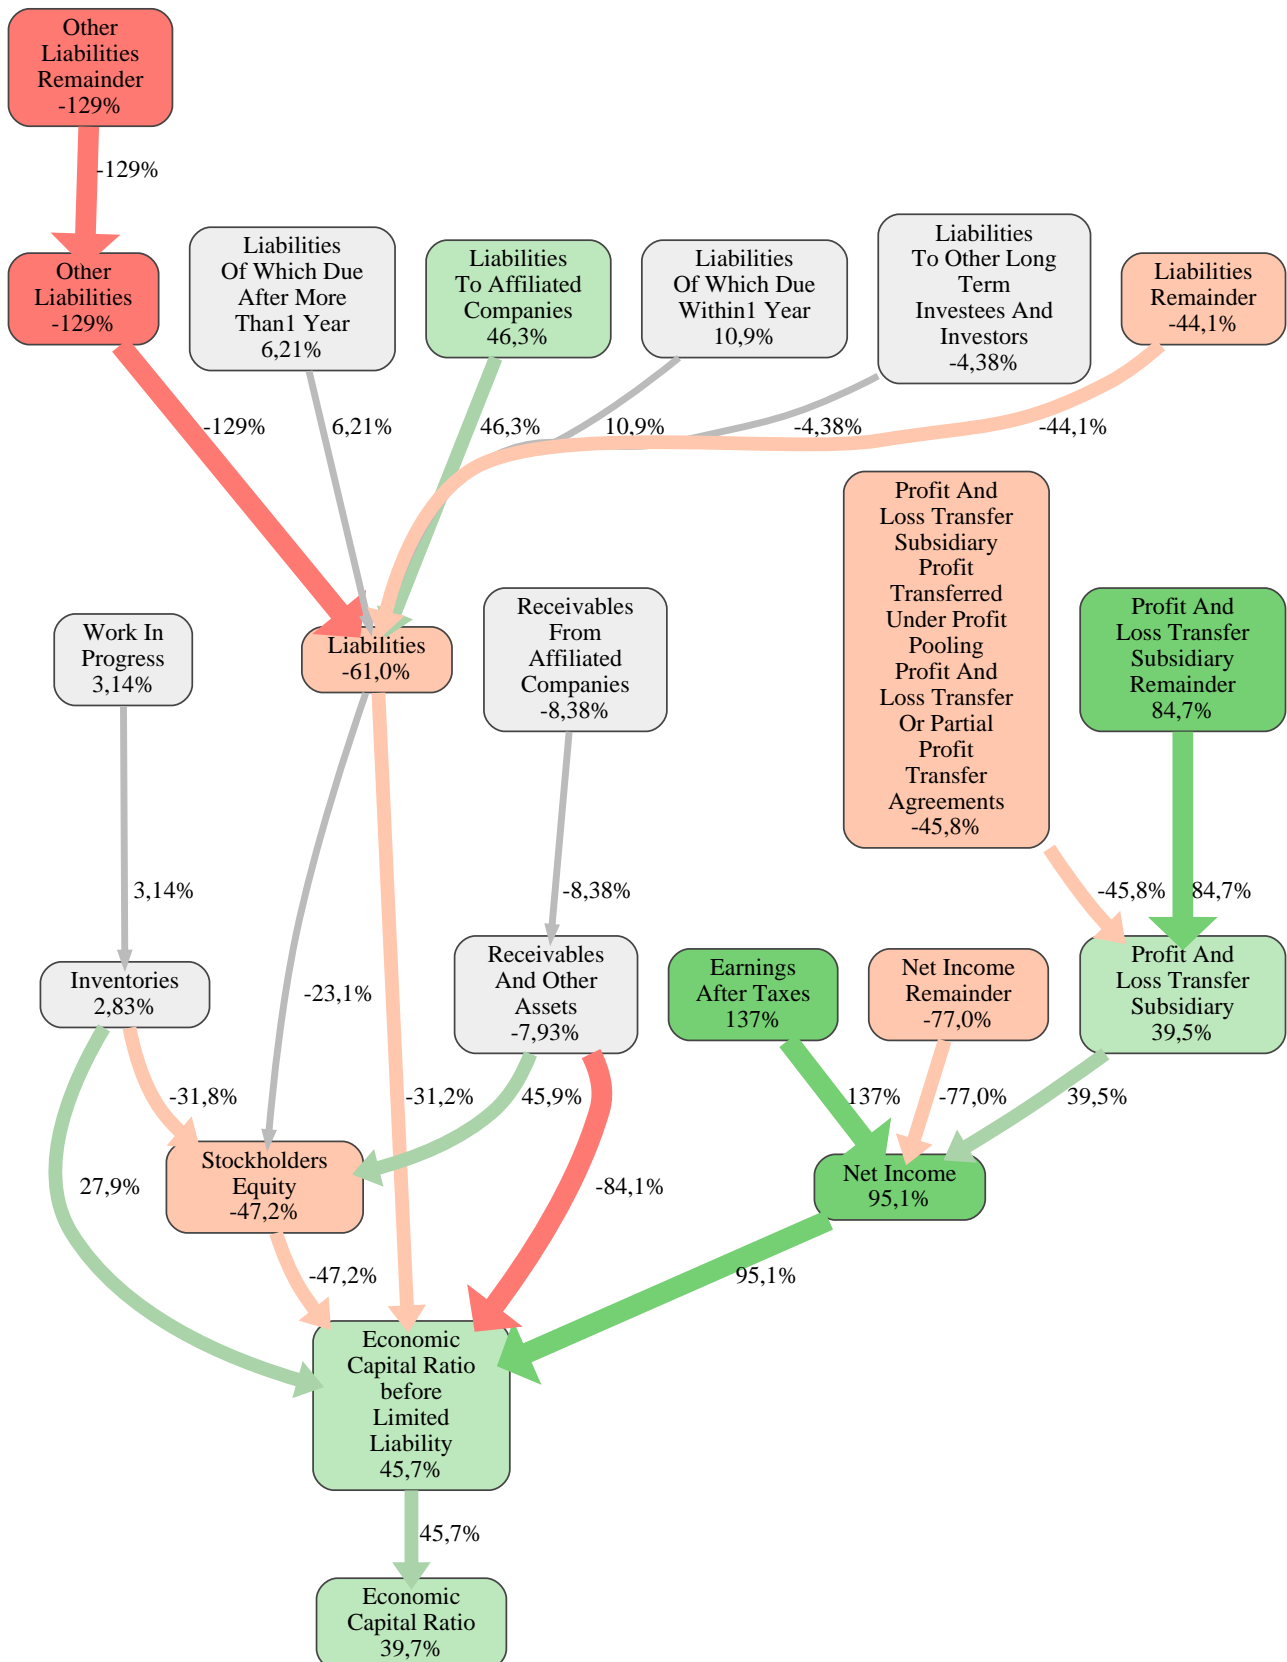 Other
Liabilities
Remainder
-129%
-129%
Other
Liabilities
-129%
Liabilities
Of Which Due
After More
Than1 Year
6,21%
Liabilities
To Affiliated
Companies
46,3%
Liabilities
Of Which Due
Within1 Year
10,9%
Liabilities
To Other Long
Term
Investees And
Investors
-4,38%
Liabilities
Remainder
-44,1%
-129%
6,21%
46,3%
10,9%
-4,38%
-44,1%
Profit And
Loss Transfer
Subsidiary
Profit
Transferred
Under Profit
Pooling
Profit And
Loss Transfer
Or Partial
Profit
Transfer
Agreements
-45,8%
Profit And
Loss Transfer
Subsidiary
Remainder
84,7%
Work In
Progress
3,14%
Liabilities
-61,0%
Receivables
From
Affiliated
Companies
-8,38%
3,14%
-8,38%
-45,8%
84,7%
Inventories
2,83%
-23,1%
Receivables
And Other
Assets
-7,93%
Earnings
After Taxes
137%
Net Income
Remainder
-77,0%
Profit And
Loss Transfer
Subsidiary
39,5%
-31,8%
-31,2%
45,9%
137%
-77,0%
39,5%
27,9%
Stockholders
Equity
-47,2%
-84,1%
Net Income
95,1%
-47,2%
95,1%
Economic
Capital Ratio
before
Limited
Liability
45,7%
45,7%
Economic
Capital Ratio
39,7%